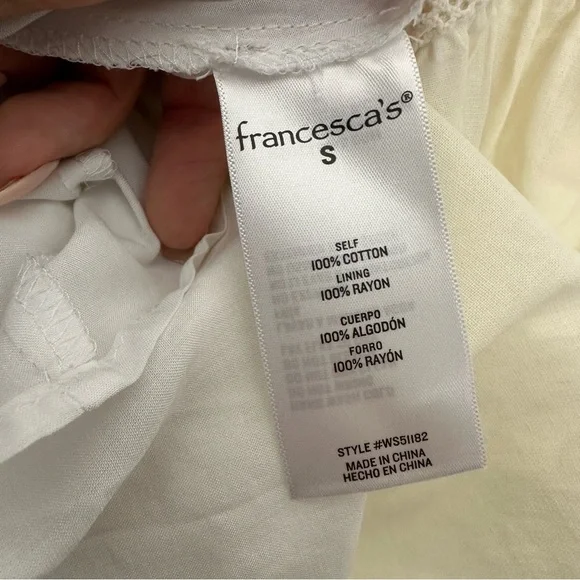 francesca's®
S
SELF
100% COTTON
LINING
100% RAYON
CUERPO
100% ALGODÓN
FORRO
100% RAYÓN
STYLE #WS51182
MADE IN CHINA
HECHO EN CHINA